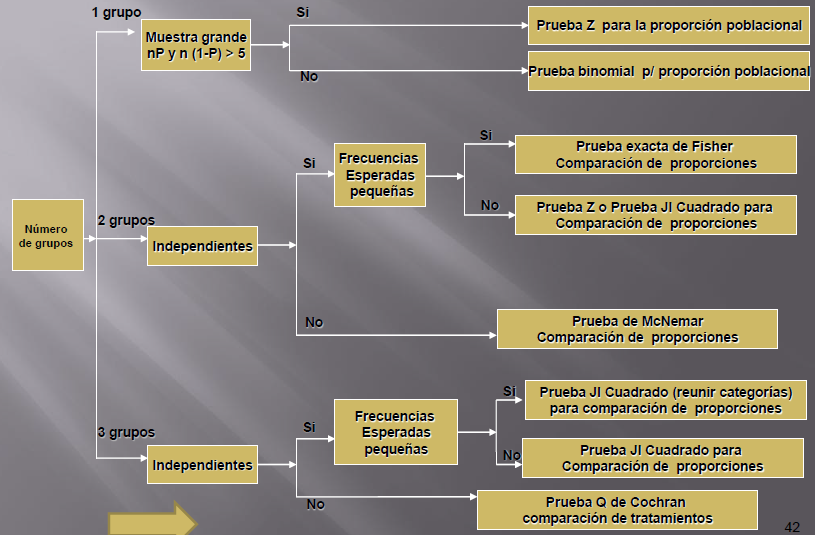 1 grupo
Muestra grande
nP y n (1-P) > 5
Si
Prueba Z para la proporción poblacional
No
Prueba binomial p/ proporción poblacional
Número
de grupos
2 grupos
Independientes
Si
Frecuencias
Esperadas
pequeñas
Si
Prueba exacta de Fisher
Comparación de proporciones
No
Prueba Z o Prueba JI Cuadrado para
Comparación de proporciones
No
Prueba de McNemar
Comparación de proporciones
3 grupos
Independientes
Si
Frecuencias
Esperadas
pequeñas
Si
Prueba JI Cuadrado (reunir categorías)
para comparación de proporciones
No
Prueba JI Cuadrado para
Comparación de proporciones
No
Prueba Q de Cochran
comparación de tratamientos
42